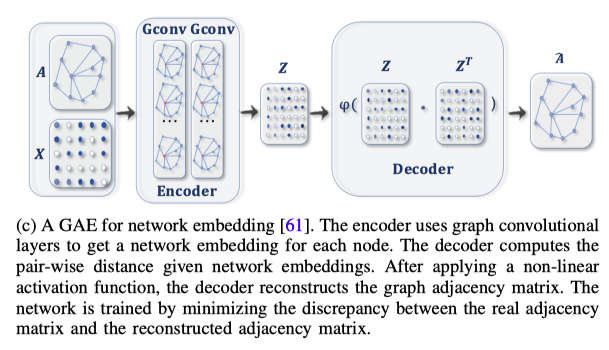 Gconv Gconv
A
X
Encoder
Z
φ( Z * Z^T )
Decoder
Ã
(c) A GAE for network embedding [61]. The encoder uses graph convolutional
layers to get a network embedding for each node. The decoder computes the
pair-wise distance given network embeddings. After applying a non-linear
activation function, the decoder reconstructs the graph adjacency matrix. The
network is trained by minimizing the discrepancy between the real adjacency
matrix and the reconstructed adjacency matrix.